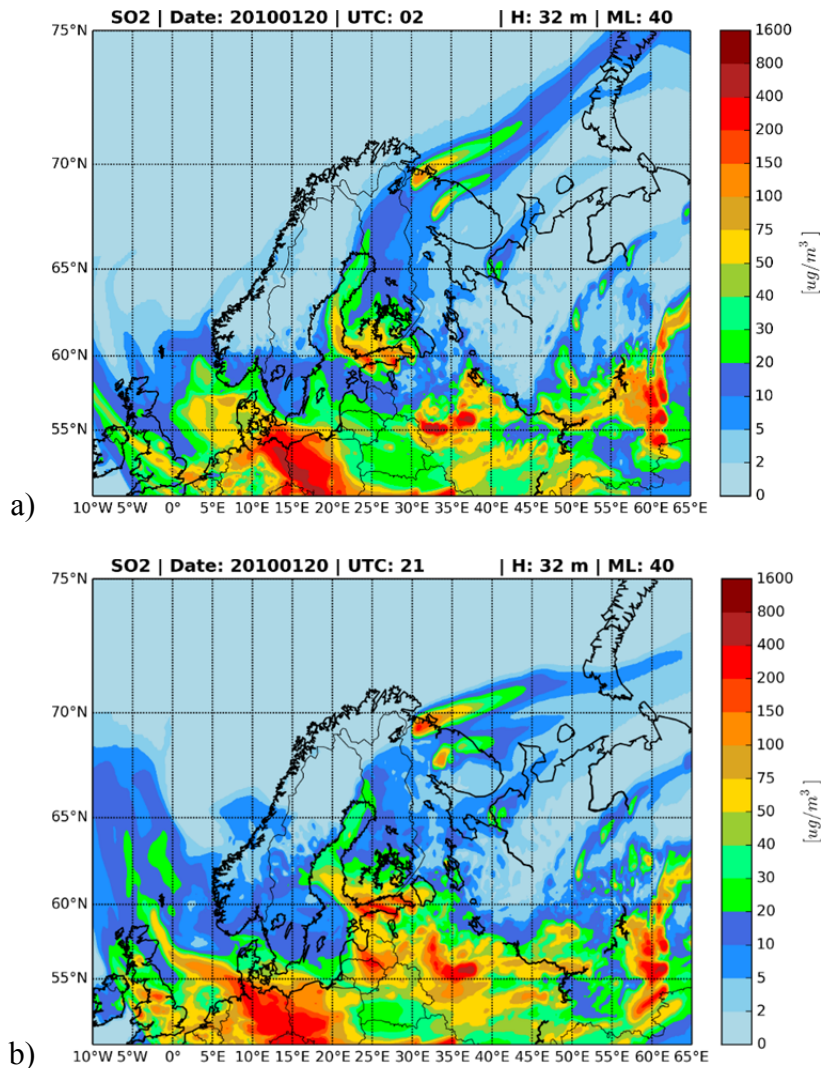 SO2 | Date: 20100120 | UTC: 02 | H: 32 m | ML: 40
75°N
70°N
65°N
60°N
55°N
10°W 5°W 0° 5°E 10°E 15°E 20°E 25°E 30°E 35°E 40°E 45°E 50°E 55°E 60°E 65°E
1600
800
400
200
150
100
75
50
40
30
20
10
5
2
0
[ug/m³]
a)
SO2 | Date: 20100120 | UTC: 21 | H: 32 m | ML: 40
75°N
70°N
65°N
60°N
55°N
10°W 5°W 0° 5°E 10°E 15°E 20°E 25°E 30°E 35°E 40°E 45°E 50°E 55°E 60°E 65°E
1600
800
400
200
150
100
75
50
40
30
20
10
5
2
0
[ug/m³]
b)